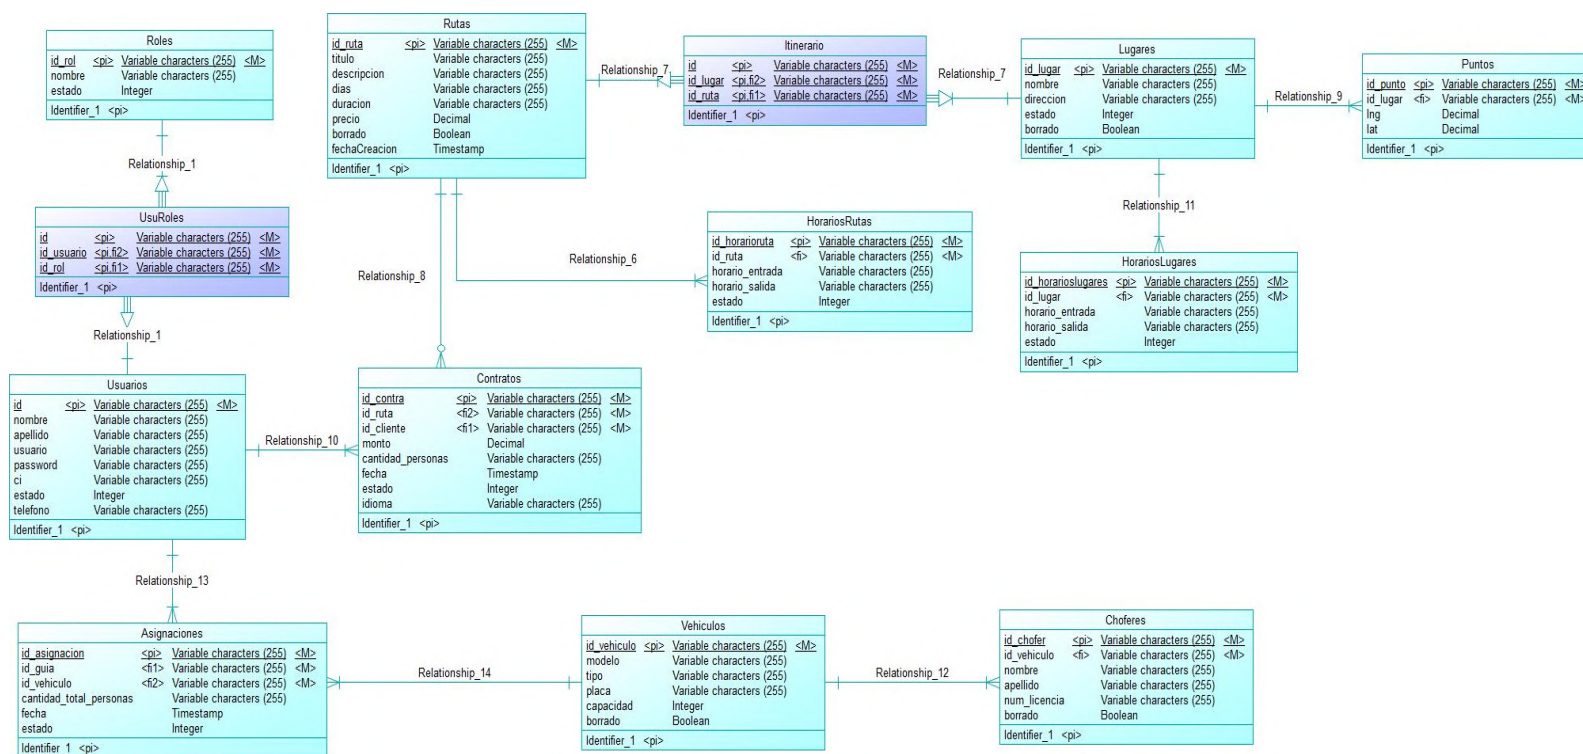 Roles
id_rol <pi> Variable characters (255) <M>
nombre Variable characters (255)
estado Integer
Identifier_1 <pi>
Relationship_1
UsuRoles
id <pi> Variable characters (255) <M>
id_usuario <pi.fi2> Variable characters (255) <M>
id_rol <pi.fi1> Variable characters (255) <M>
Identifier_1 <pi>
Relationship_1
Usuarios
id <pi> Variable characters (255) <M>
nombre Variable characters (255)
apellido Variable characters (255)
usuario Variable characters (255)
password Variable characters (255)
ci Variable characters (255)
estado Integer
telefono Variable characters (255)
Identifier_1 <pi>
Relationship_10
Relationship_13
Rutas
id_ruta <pi> Variable characters (255) <M>
titulo Variable characters (255)
descripcion Variable characters (255)
dias Variable characters (255)
duracion Variable characters (255)
precio Decimal
borrado Boolean
fechaCreacion Timestamp
Identifier_1 <pi>
Relationship_7
Relationship_8
Relationship_6
Itinerario
id <pi> Variable characters (255) <M>
id_lugar <pi.fi2> Variable characters (255) <M>
id_ruta <pi.fi1> Variable characters (255) <M>
Identifier_1 <pi>
Relationship_7
Lugares
id_lugar <pi> Variable characters (255) <M>
nombre Variable characters (255)
direccion Variable characters (255)
estado Integer
borrado Boolean
Identifier_1 <pi>
Relationship_9
Puntos
id_punto <pi> Variable characters (255) <M>
id_lugar <fi> Variable characters (255) <M>
lng Decimal
lat Decimal
Identifier_1 <pi>
Relationship_11
HorariosRutas
id_horarioruta <pi> Variable characters (255) <M>
id_ruta <fi> Variable characters (255) <M>
horario_entrada Variable characters (255)
horario_salida Variable characters (255)
estado Integer
Identifier_1 <pi>
HorariosLugares
id_horarioslugares <pi> Variable characters (255) <M>
id_lugar <fi> Variable characters (255) <M>
horario_entrada Variable characters (255)
horario_salida Variable characters (255)
estado Integer
Identifier_1 <pi>
Contratos
id_contra <pi> Variable characters (255) <M>
id_ruta <fi2> Variable characters (255) <M>
id_cliente <fi1> Variable characters (255) <M>
monto Decimal
cantidad_personas Variable characters (255)
fecha Timestamp
estado Integer
idioma Variable characters (255)
Identifier_1 <pi>
Asignaciones
id_asignacion <pi> Variable characters (255) <M>
id_guia <fi1> Variable characters (255) <M>
id_vehiculo <fi2> Variable characters (255) <M>
cantidad_total_personas Variable characters (255)
fecha Timestamp
estado Integer
Identifier_1 <pi>
Relationship_14
Vehiculos
id_vehiculo <pi> Variable characters (255) <M>
modelo Variable characters (255)
tipo Variable characters (255)
placa Variable characters (255)
capacidad Integer
borrado Boolean
Identifier_1 <pi>
Relationship_12
Choferes
id_chofer <pi> Variable characters (255) <M>
id_vehiculo <fi> Variable characters (255) <M>
nombre Variable characters (255)
apellido Variable characters (255)
num_licencia Variable characters (255)
borrado Boolean
Identifier_1 <pi>